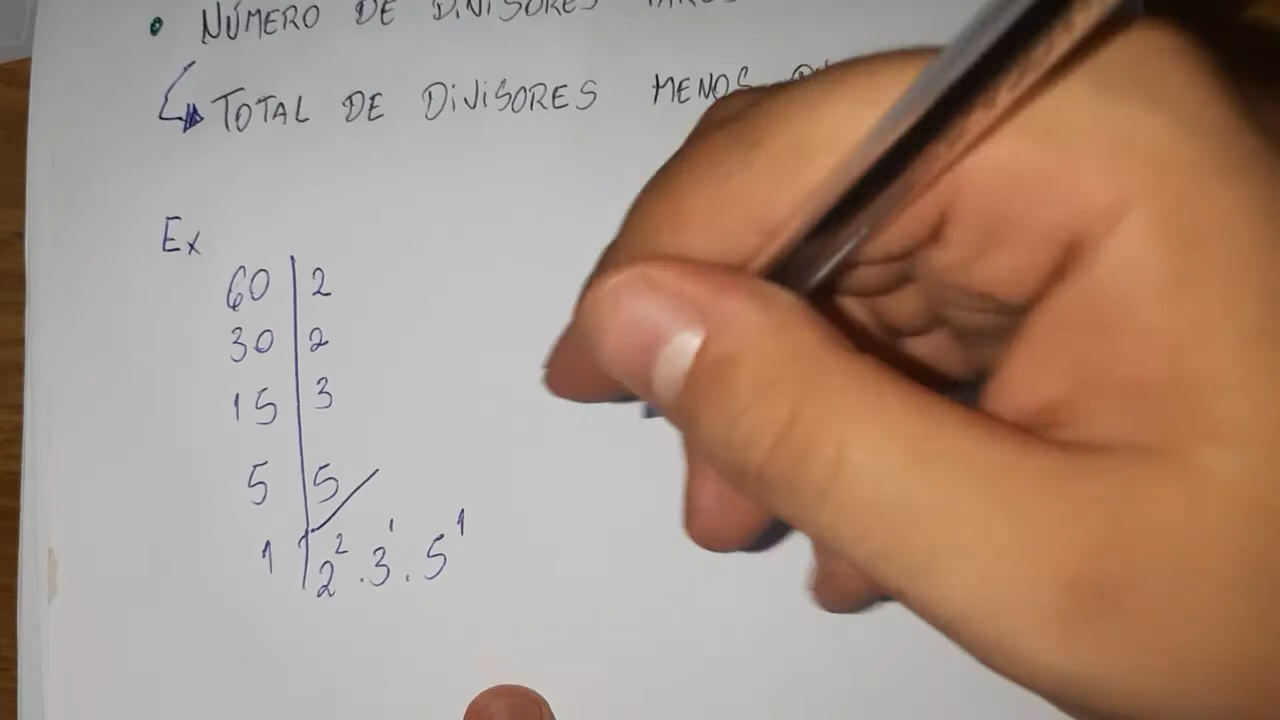 • NÚMERO DE DIVISORES
↳ TOTAL DE DIVISORES MENOS
Ex
60 | 2
30 | 2
15 | 3
5 | 5
1 | 2² . 3¹ . 5¹